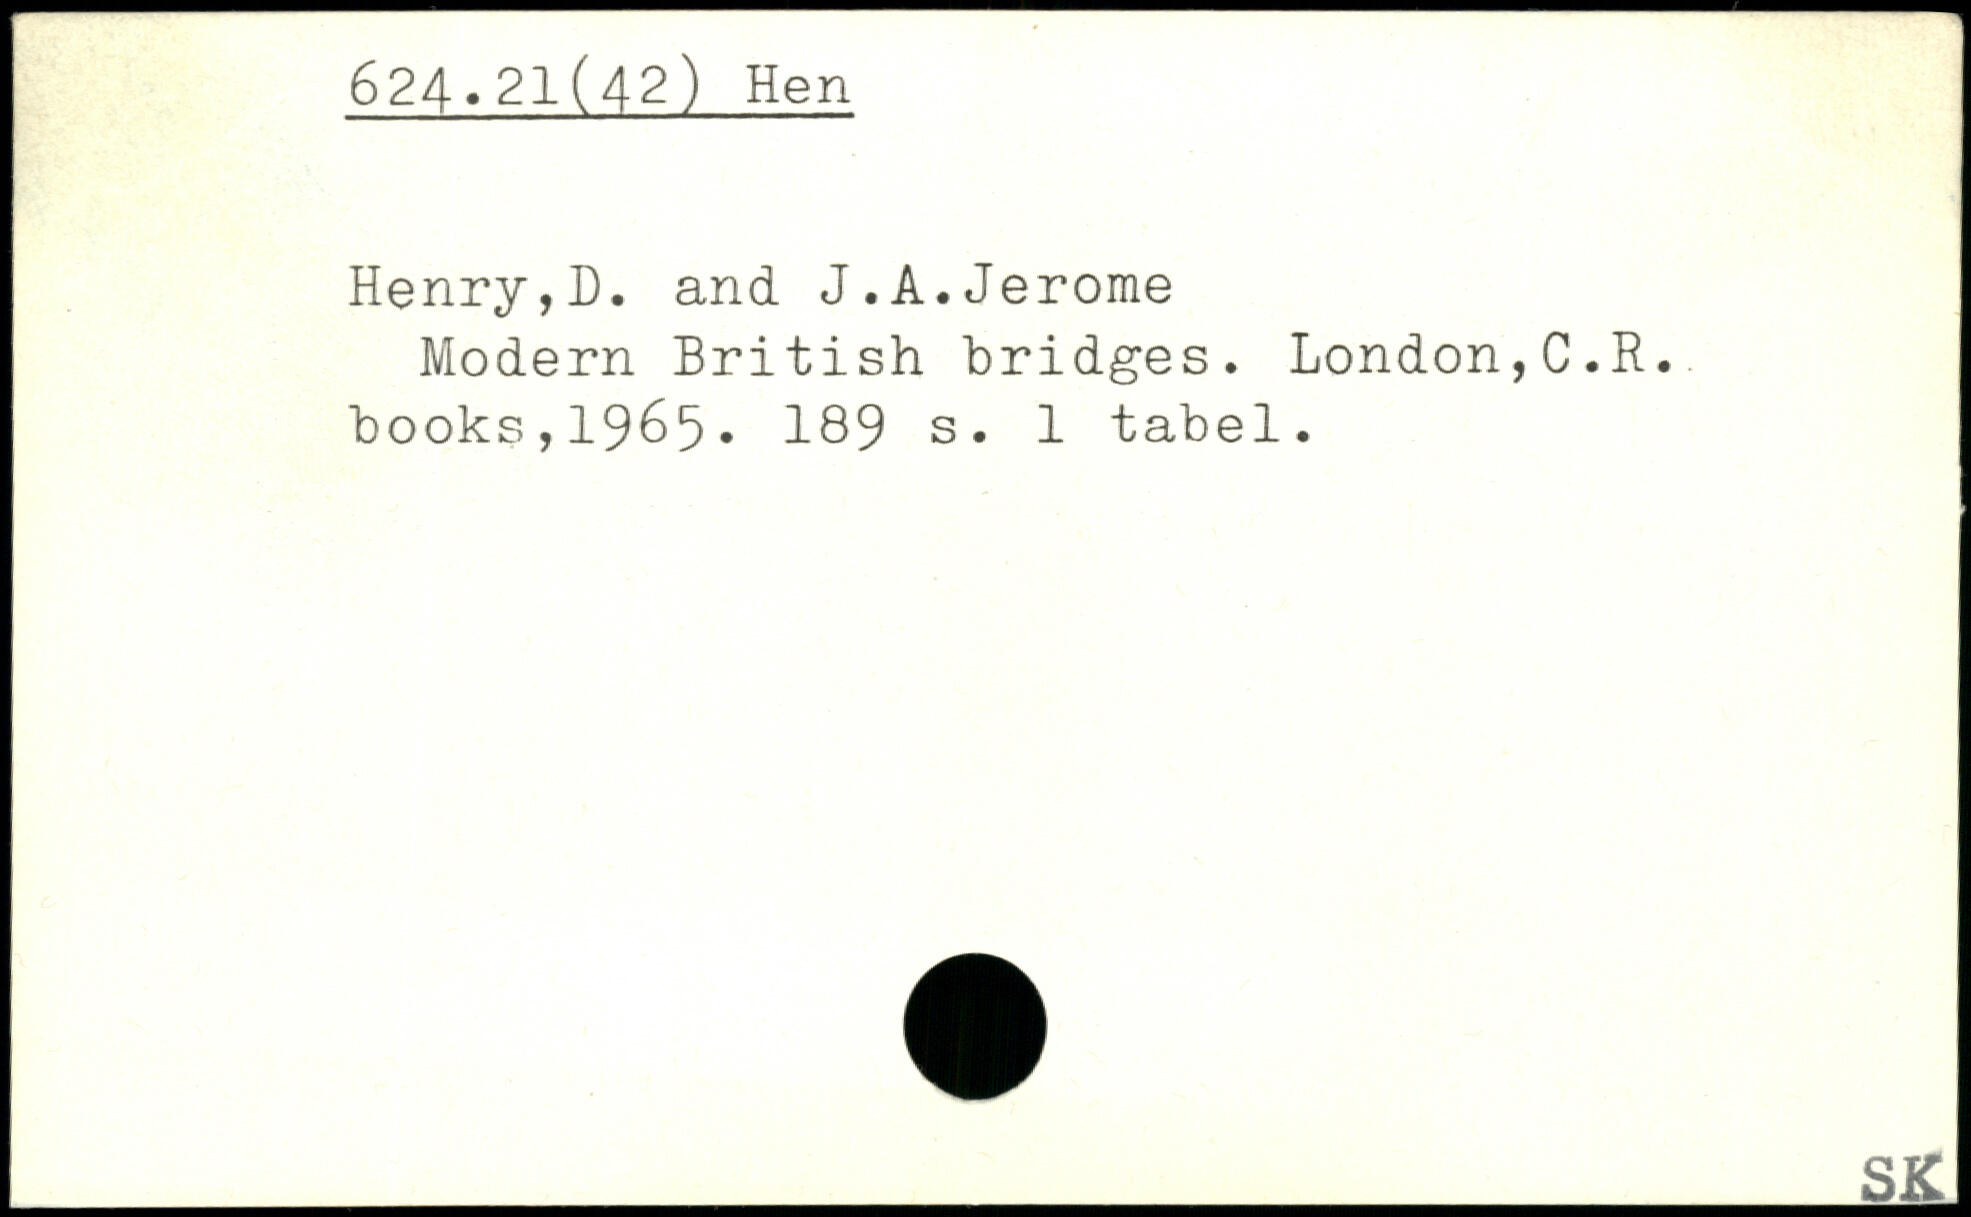 624.21(42) Hen
Henry,D. and J.A.Jerome
Modern British bridges. London,C.R.
books,1965. 189 s. 1 tabel.
SK